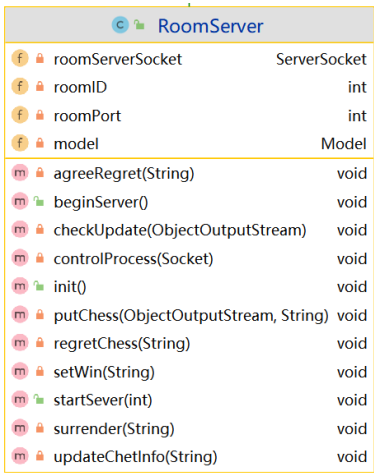 C RoomServer
f roomServerSocket ServerSocket
f roomID int
f roomPort int
f model Model
m agreeRegret(String) void
m beginServer() void
m checkUpdate(ObjectOutputStream) void
m controlProcess(Socket) void
m init() void
m putChess(ObjectOutputStream, String) void
m regretChess(String) void
m setWin(String) void
m startSever(int) void
m surrender(String) void
m updateChetInfo(String) void